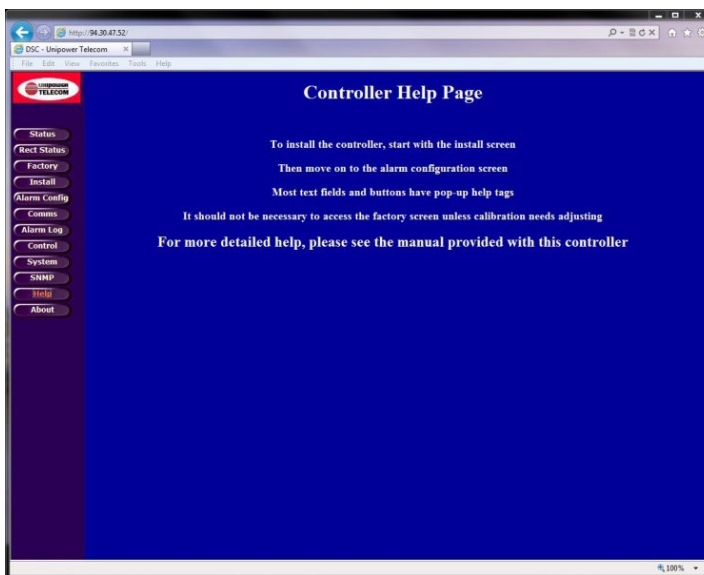 http://94.30.47.52/
DSC - Unipower Telecom
File Edit View Favorites Tools Help
UNIPOWER
TELECOM
Controller Help Page
Status
Rect Status
Factory
Install
Alarm Config
Comms
Alarm Log
Control
System
SNMP
Help
About
To install the controller, start with the install screen
Then move on to the alarm configuration screen
Most text fields and buttons have pop-up help tags
It should not be necessary to access the factory screen unless calibration needs adjusting
For more detailed help, please see the manual provided with this controller
100%